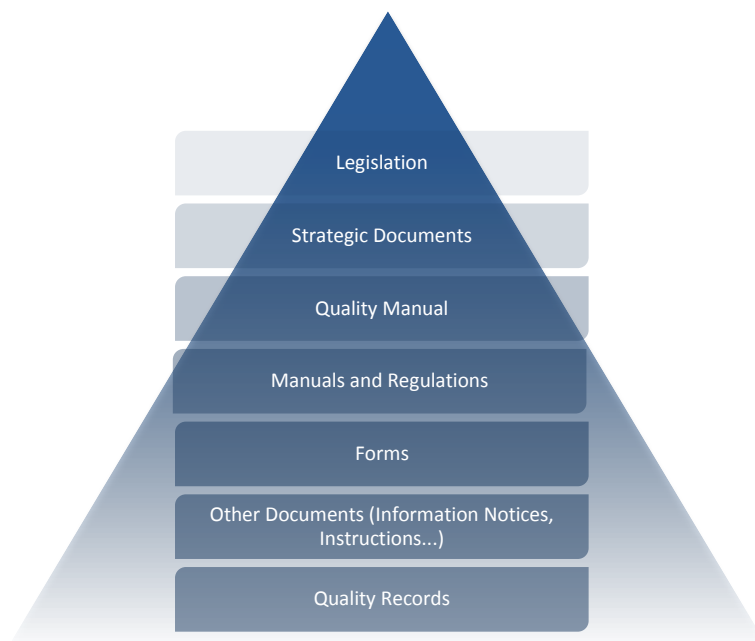 Legislation
Strategic Documents
Quality Manual
Manuals and Regulations
Forms
Other Documents (Information Notices,
Instructions...)
Quality Records